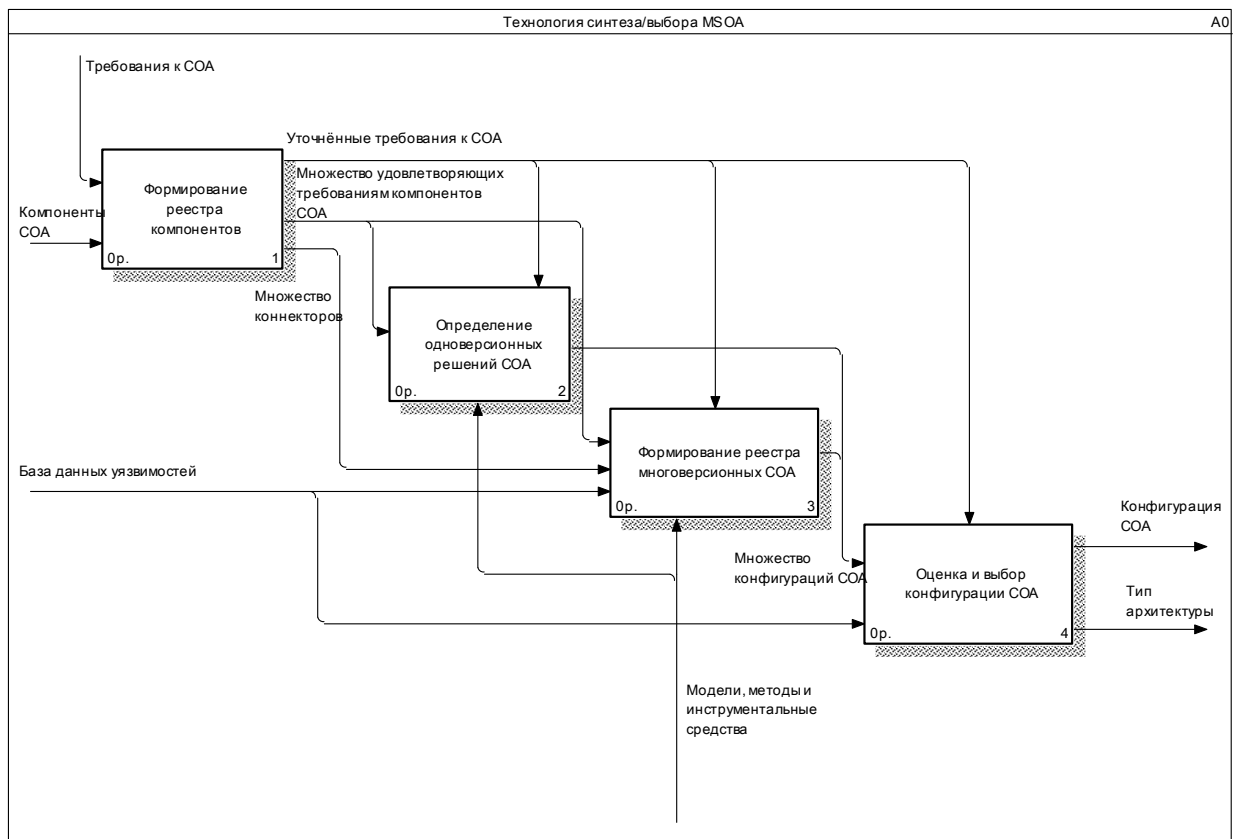 Технология синтеза/выбора MSOA
A0
Требования к СОА
Уточнённые требования к СОА
Множество удовлетворяющих
требованиям компонентов
СОА
Формирование
реестра
компонентов
0р.
1
Компоненты
СОА
Множество
коннекторов
Определение
одноверсионных
решений СОА
0р.
2
База данных уязвимостей
Формирование реестра
многоверсионных СОА
0р.
3
Множество
конфигураций СОА
Оценка и выбор
конфигурации СОА
0р.
4
Конфигурация
СОА
Тип
архитектуры
Модели, методы и
инструментальные
средства